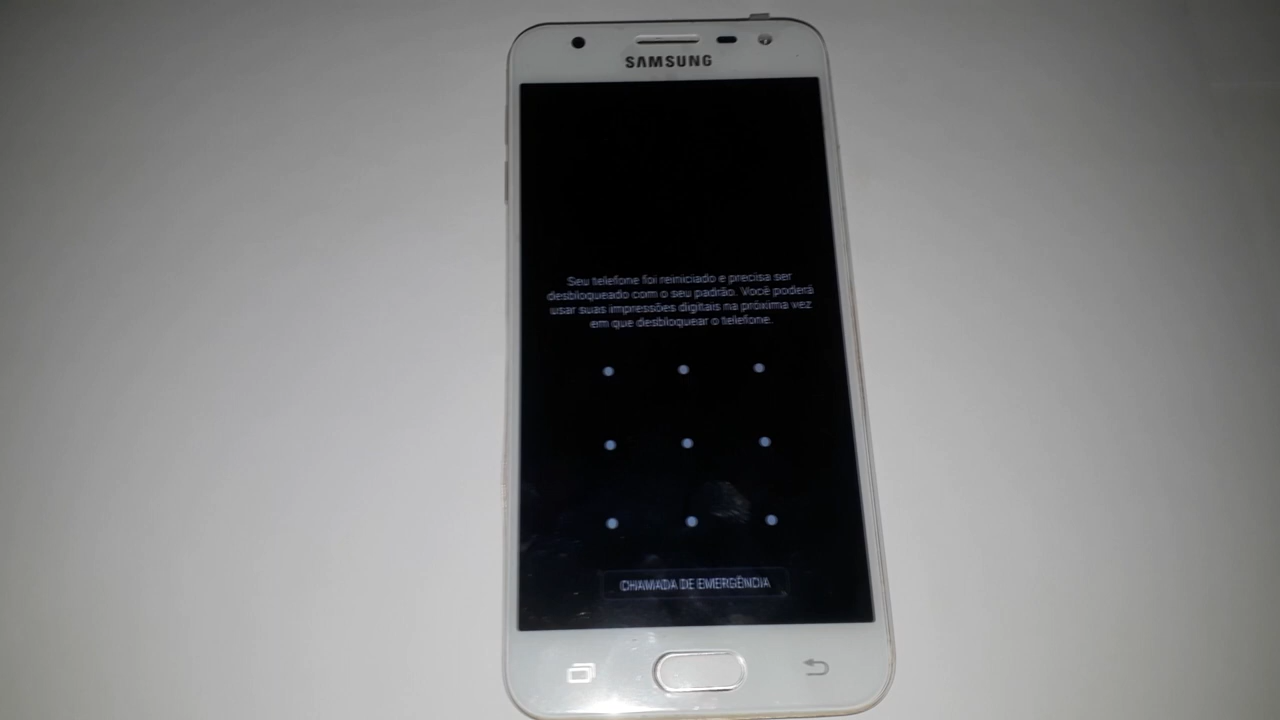 SAMSUNG
Seu telefone foi reiniciado e precisa ser
desbloqueado com o seu padrão. Você poderá
usar suas impressões digitais na próxima vez
em que desbloquear o telefone.
CHAMADA DE EMERGÊNCIA